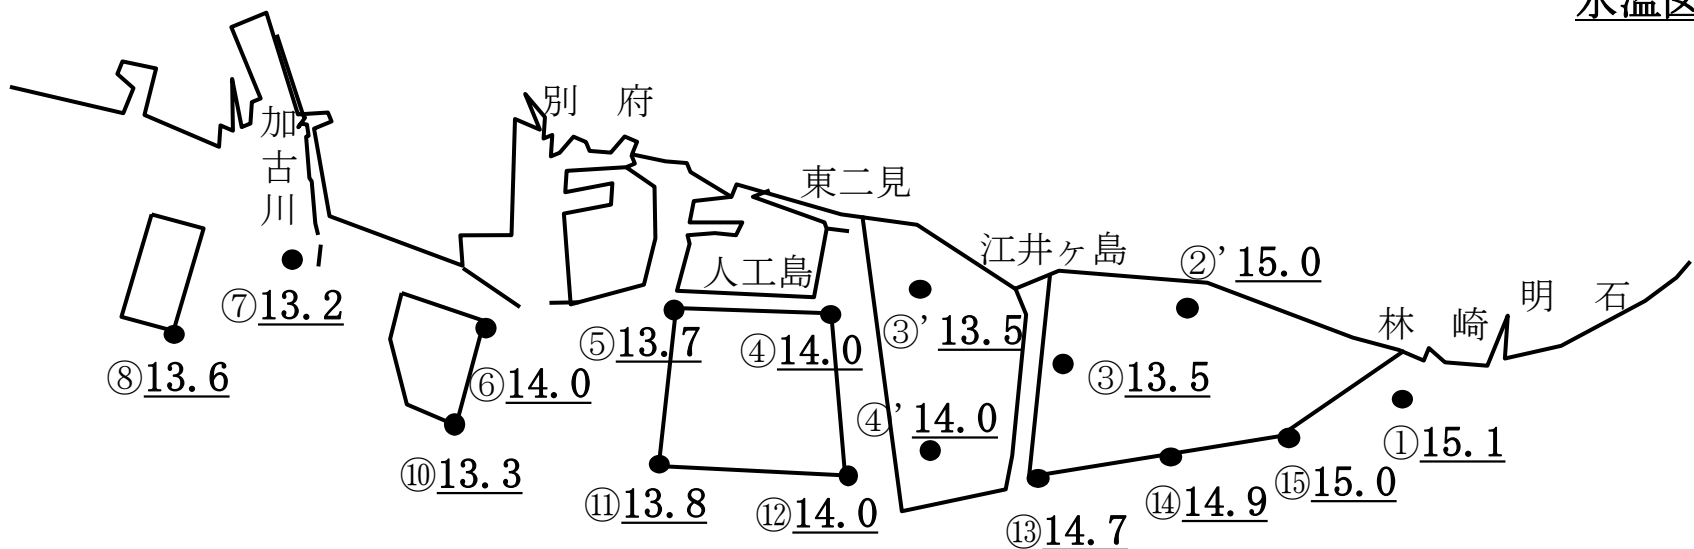 水温図
別 府
加古川
東二見
江井ヶ島
②' 15.0
人工島
明 石
林 崎
⑦13.2
③' 13.5
⑤13.7
④14.0
⑧13.6
⑥14.0
③13.5
④' 14.0
①15.1
⑩13.3
⑪13.8
⑫14.0
⑬14.7
⑭14.9
⑮15.0